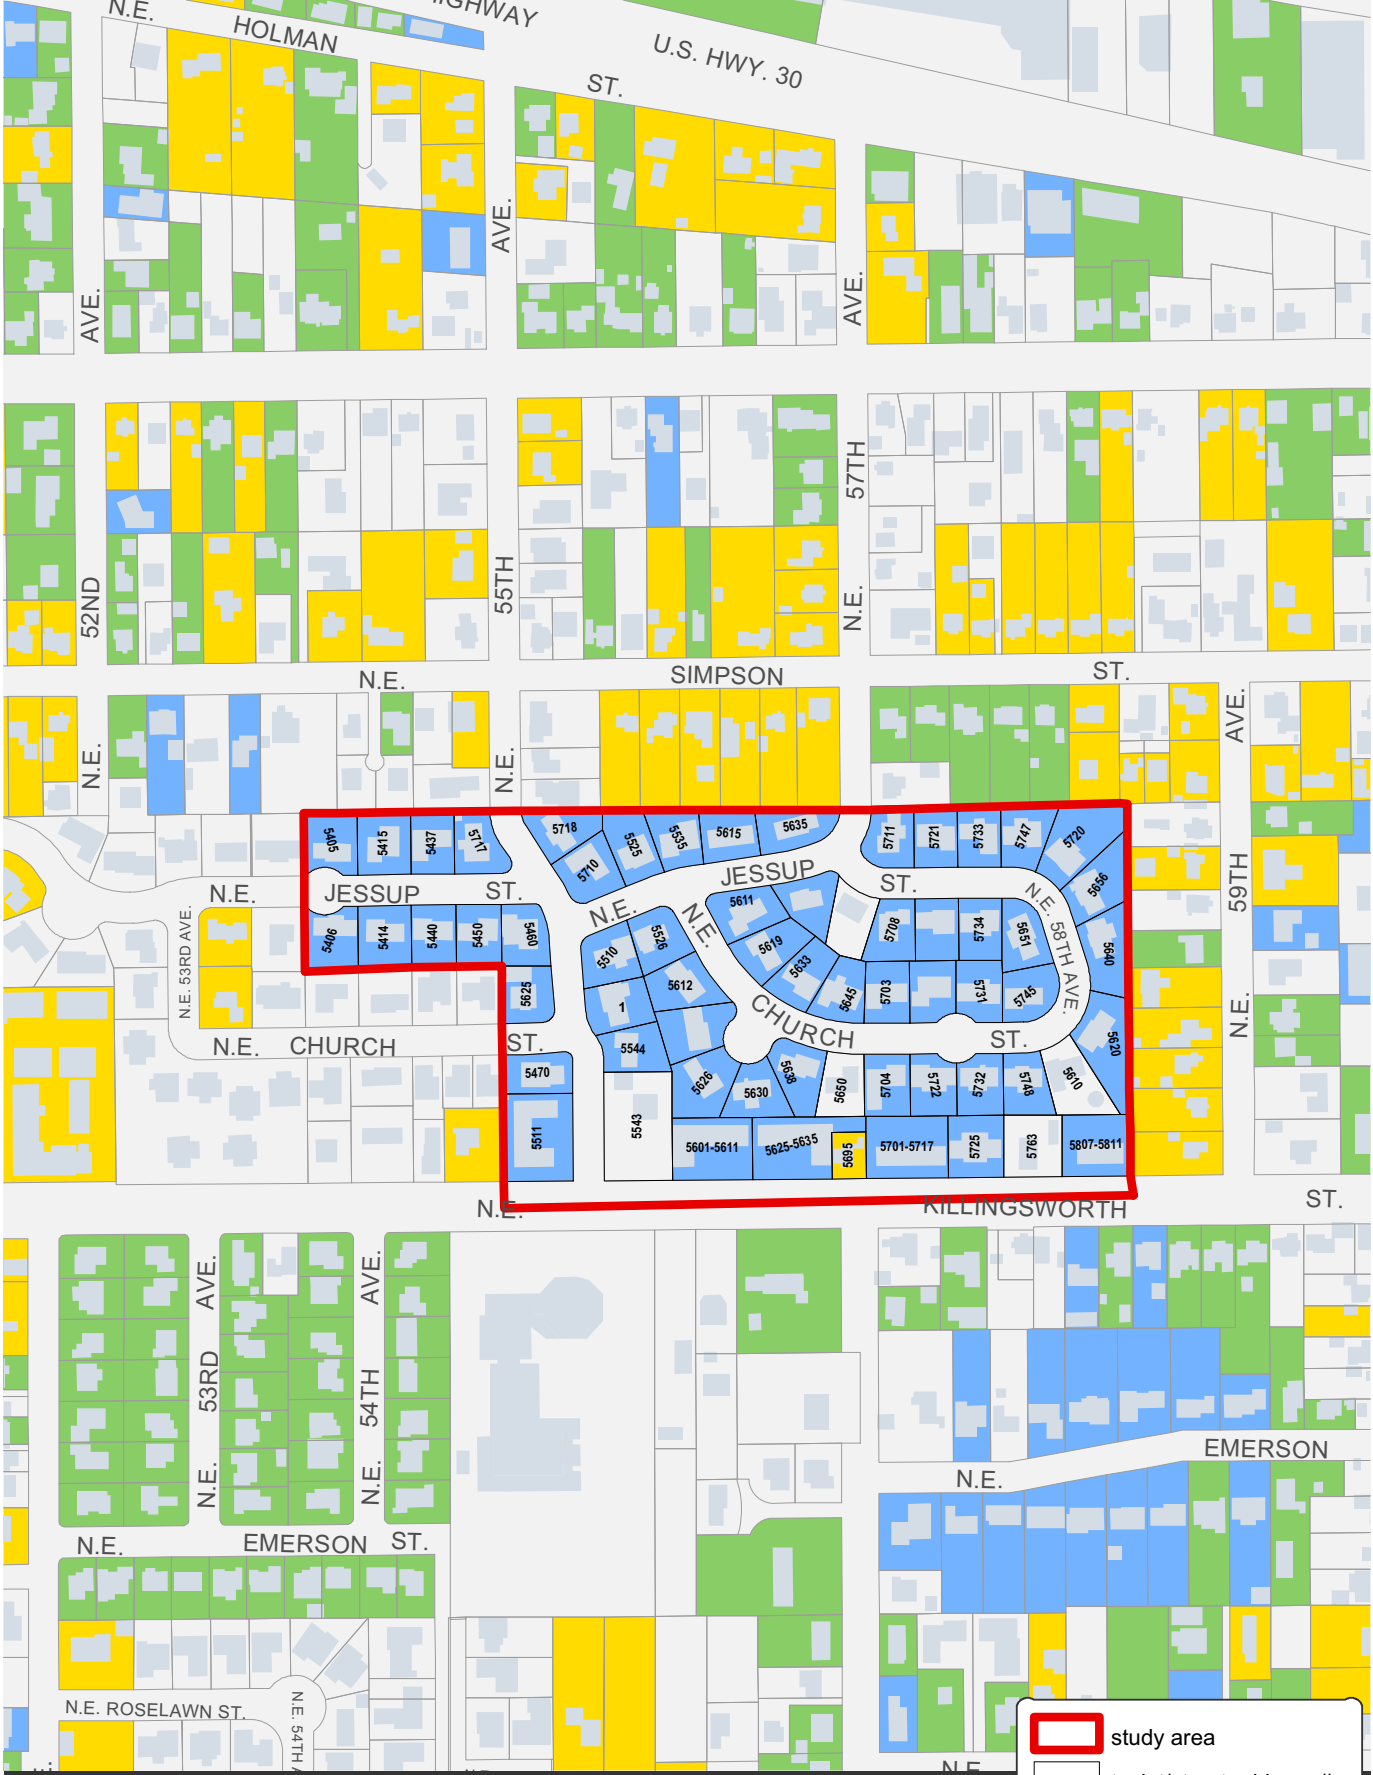 N.E.
HOLMAN
HIGHWAY
U.S. HWY. 30
ST.
AVE.
AVE.
AVE.
52ND
55TH
57TH
N.E.
N.E.
SIMPSON
ST.
N.E.
N.E.
AVE.
5405
5415
5437
5717
5718
5710
5525
5535
5615
5635
5711
5721
5733
5747
5720
5656
N.E.
JESSUP
ST.
JESSUP
ST.
N.E. 58TH AVE.
59TH
N.E. 53RD AVE.
5406
5414
5440
5450
5460
N.E.
N.E.
5611
5619
5633
5645
5708
5734
5651
5640
5510
5526
5612
5625
1
5703
5731
5745
N.E.
N.E.
CHURCH
ST.
CHURCH
ST.
5544
5620
5470
5626
5630
5638
5650
5704
5722
5732
5748
5610
5511
5543
5601-5611
5625-5635
5695
5701-5717
5725
5763
5807-5811
N.E.
KILLINGSWORTH
ST.
AVE.
53RD
N.E.
AVE.
54TH
N.E.
N.E.
EMERSON
ST.
N.E.
EMERSON
N.E. ROSELAWN ST.
N.E. 54TH
N.E.
study area